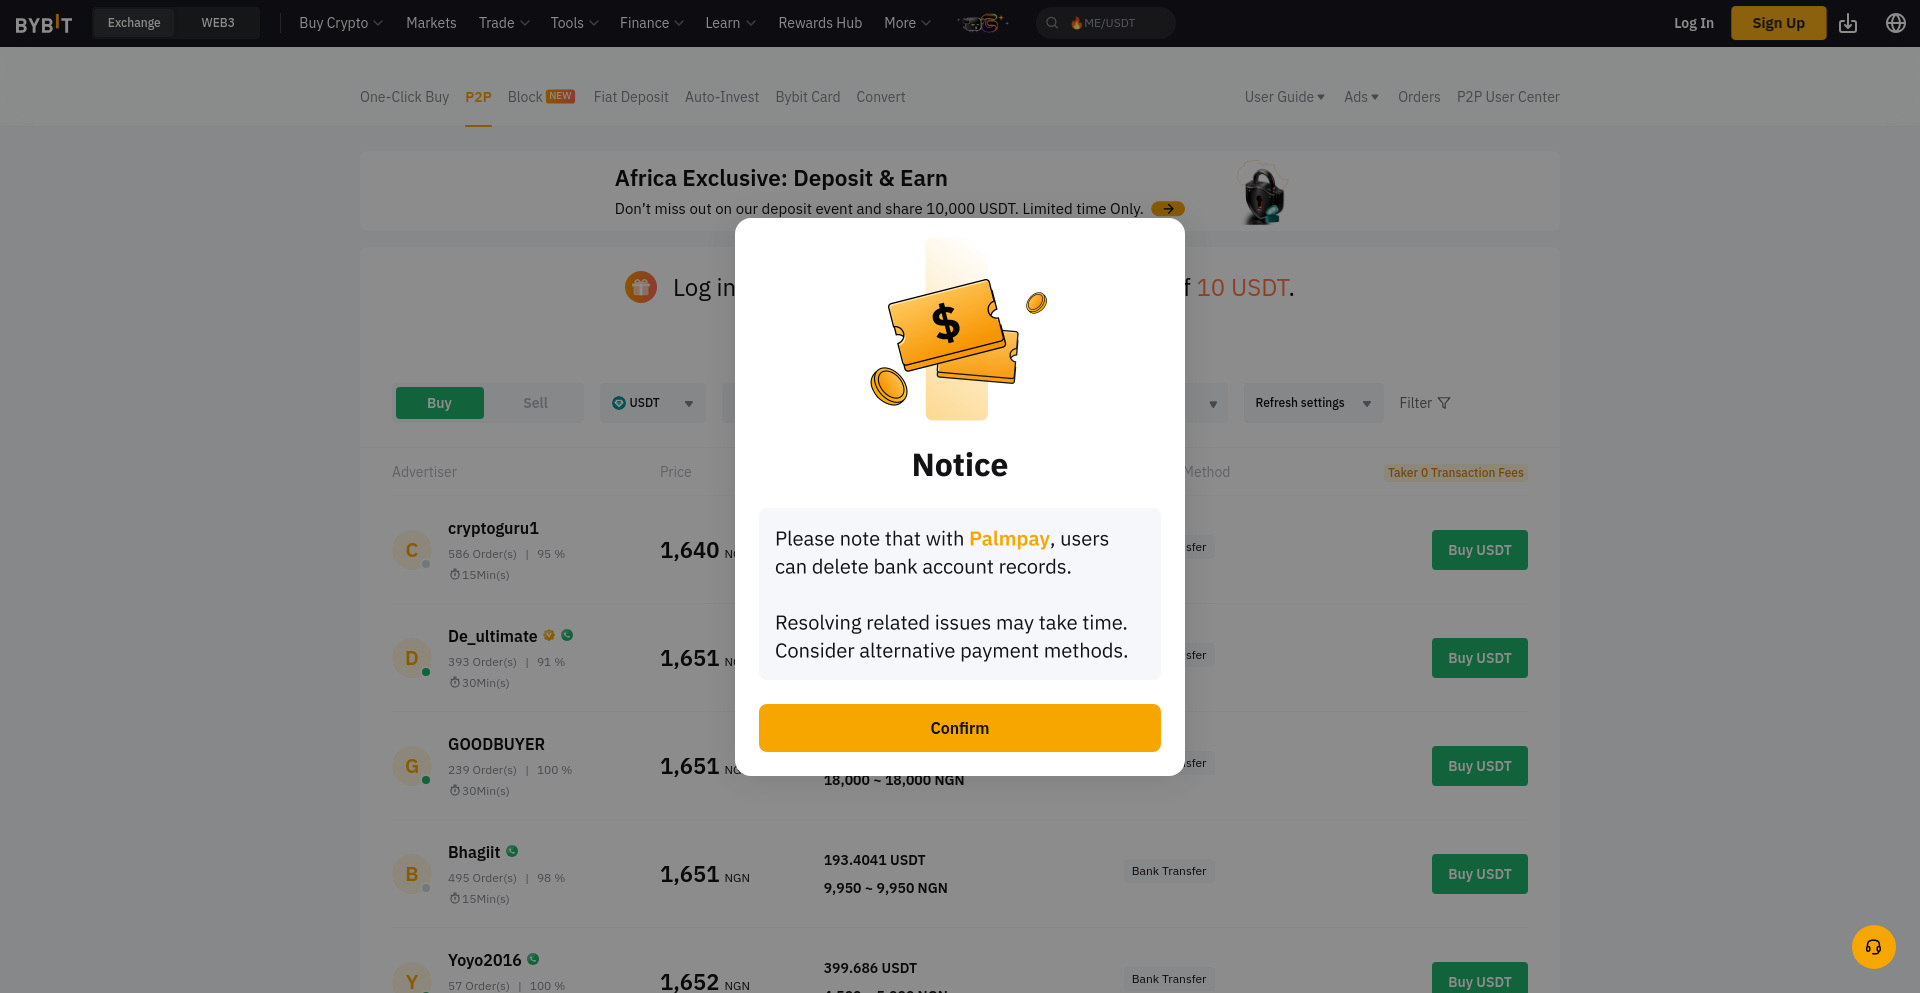 BYBIT Exchange WEB3 Buy Crypto Markets Trade Tools Finance Learn Rewards Hub More ME/USDT Log In Sign Up
One-Click Buy P2P Block NEW Fiat Deposit Auto-Invest Bybit Card Convert User Guide Ads Orders P2P User Center
Africa Exclusive: Deposit & Earn
Don't miss out on our deposit event and share 10,000 USDT. Limited time Only.
Log in 10 USDT.
Buy Sell USDT Refresh settings Filter
Advertiser Price Method Taker 0 Transaction Fees
cryptoguru1
586 Order(s) | 95 %
15Min(s)
1,640
Buy USDT
De_ultimate
393 Order(s) | 91 %
30Min(s)
1,651
Buy USDT
GOODBUYER
239 Order(s) | 100 %
30Min(s)
1,651
18,000 ~ 18,000 NGN
Buy USDT
Bhagiit
495 Order(s) | 98 %
15Min(s)
1,651 NGN
193.4041 USDT
9,950 ~ 9,950 NGN
Bank Transfer
Buy USDT
Yoyo2016
57 Order(s) | 100 %
1,652 NGN
399.686 USDT
Bank Transfer
Buy USDT
C
D
G
B
Y
$
Notice
Please note that with Palmpay, users
can delete bank account records.
Resolving related issues may take time.
Consider alternative payment methods.
Confirm